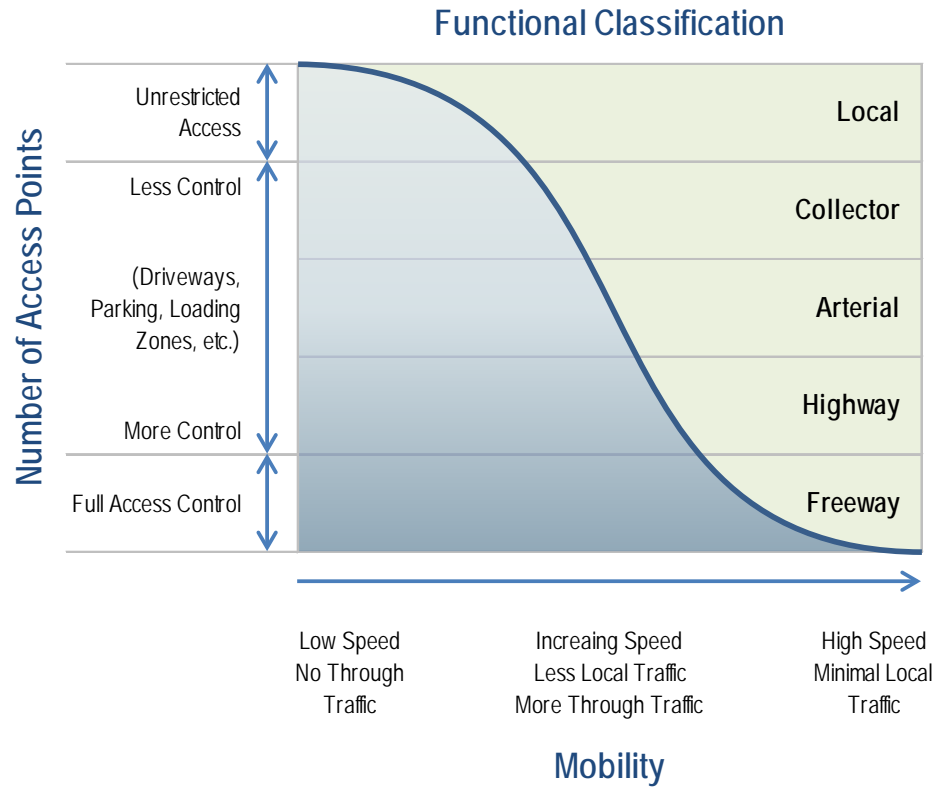 Functional Classification
Number of Access Points
Unrestricted
Access
Less Control
(Driveways,
Parking, Loading
Zones, etc.)
More Control
Full Access Control
Local
Collector
Arterial
Highway
Freeway
Low Speed
No Through
Traffic
Increaing Speed
Less Local Traffic
More Through Traffic
High Speed
Minimal Local
Traffic
Mobility